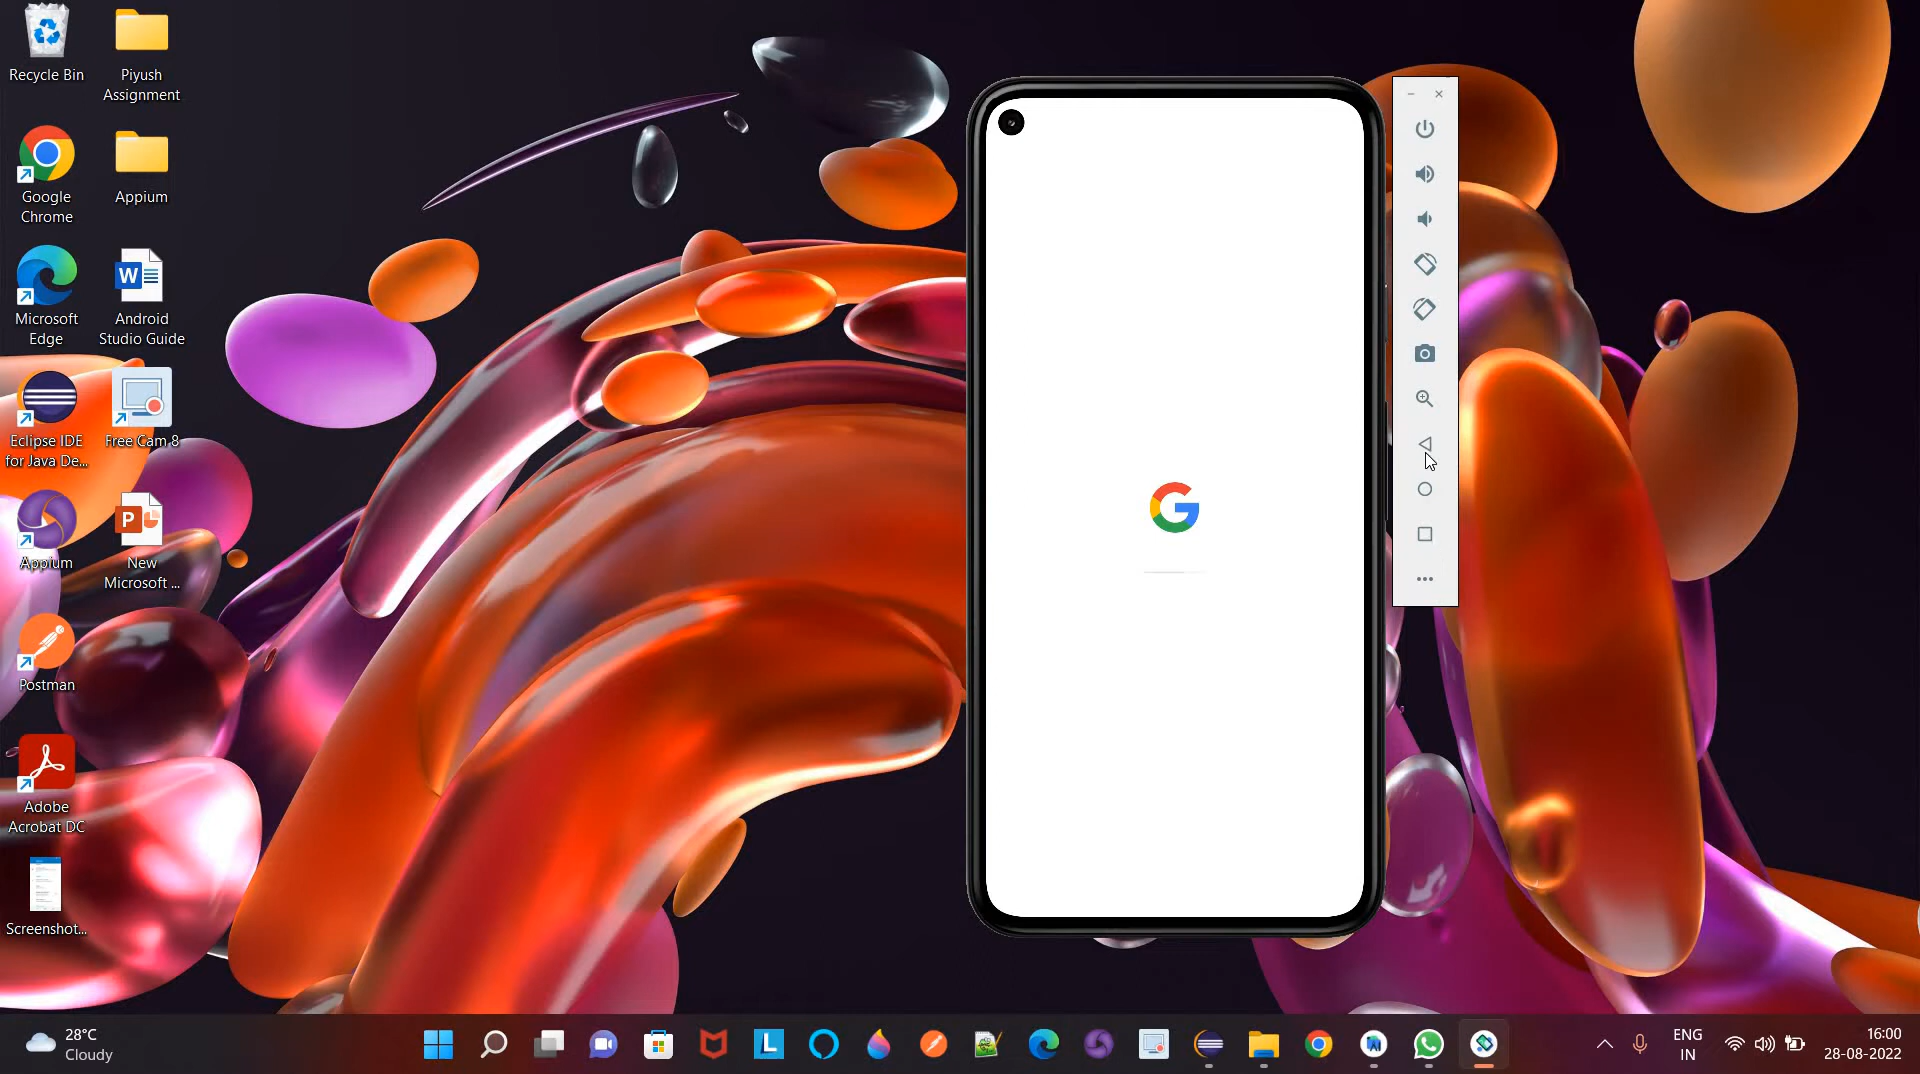 Recycle Bin
Piyush
Assignment
Google
Chrome
Appium
Microsoft
Edge
Android
Studio Guide
Eclipse IDE
for Java De...
Free Cam 8
Appium
New
Microsoft ...
Postman
Adobe
Acrobat DC
Screenshot...
28°C
Cloudy
ENG
IN
16:00
28-08-2022